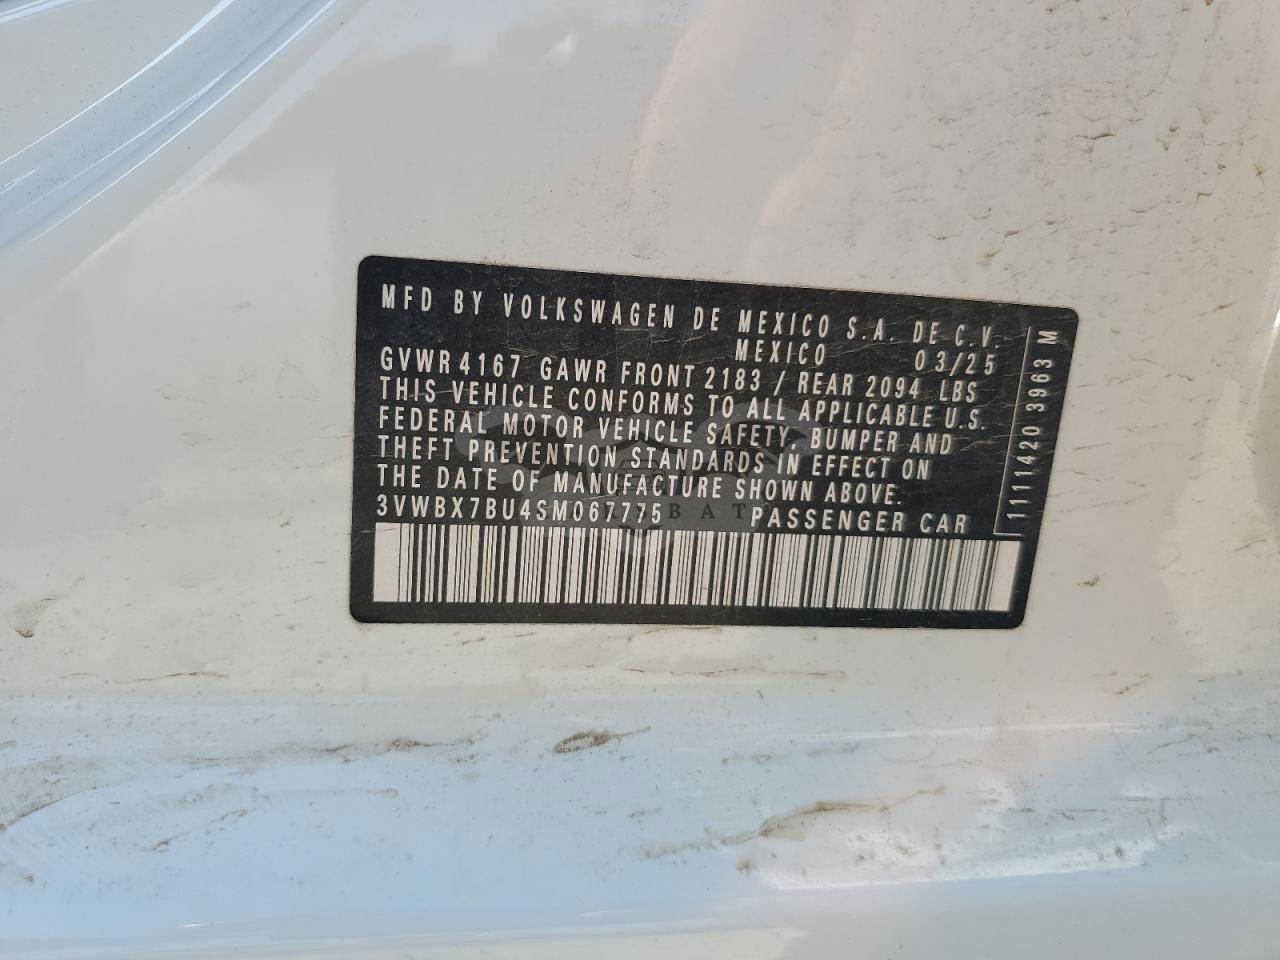 MFD BY VOLKSWAGEN DE MEXICO S.A. DE C.V.
MEXICO 03/25
GVWR 4167 GAWR FRONT 2183 / REAR 2094 LBS
THIS VEHICLE CONFORMS TO ALL APPLICABLE U.S.
FEDERAL MOTOR VEHICLE SAFETY, BUMPER AND
THEFT PREVENTION STANDARDS IN EFFECT ON
THE DATE OF MANUFACTURE SHOWN ABOVE.
3VWBX7BU4SM067775 PASSENGER CAR
1111420 3963 M